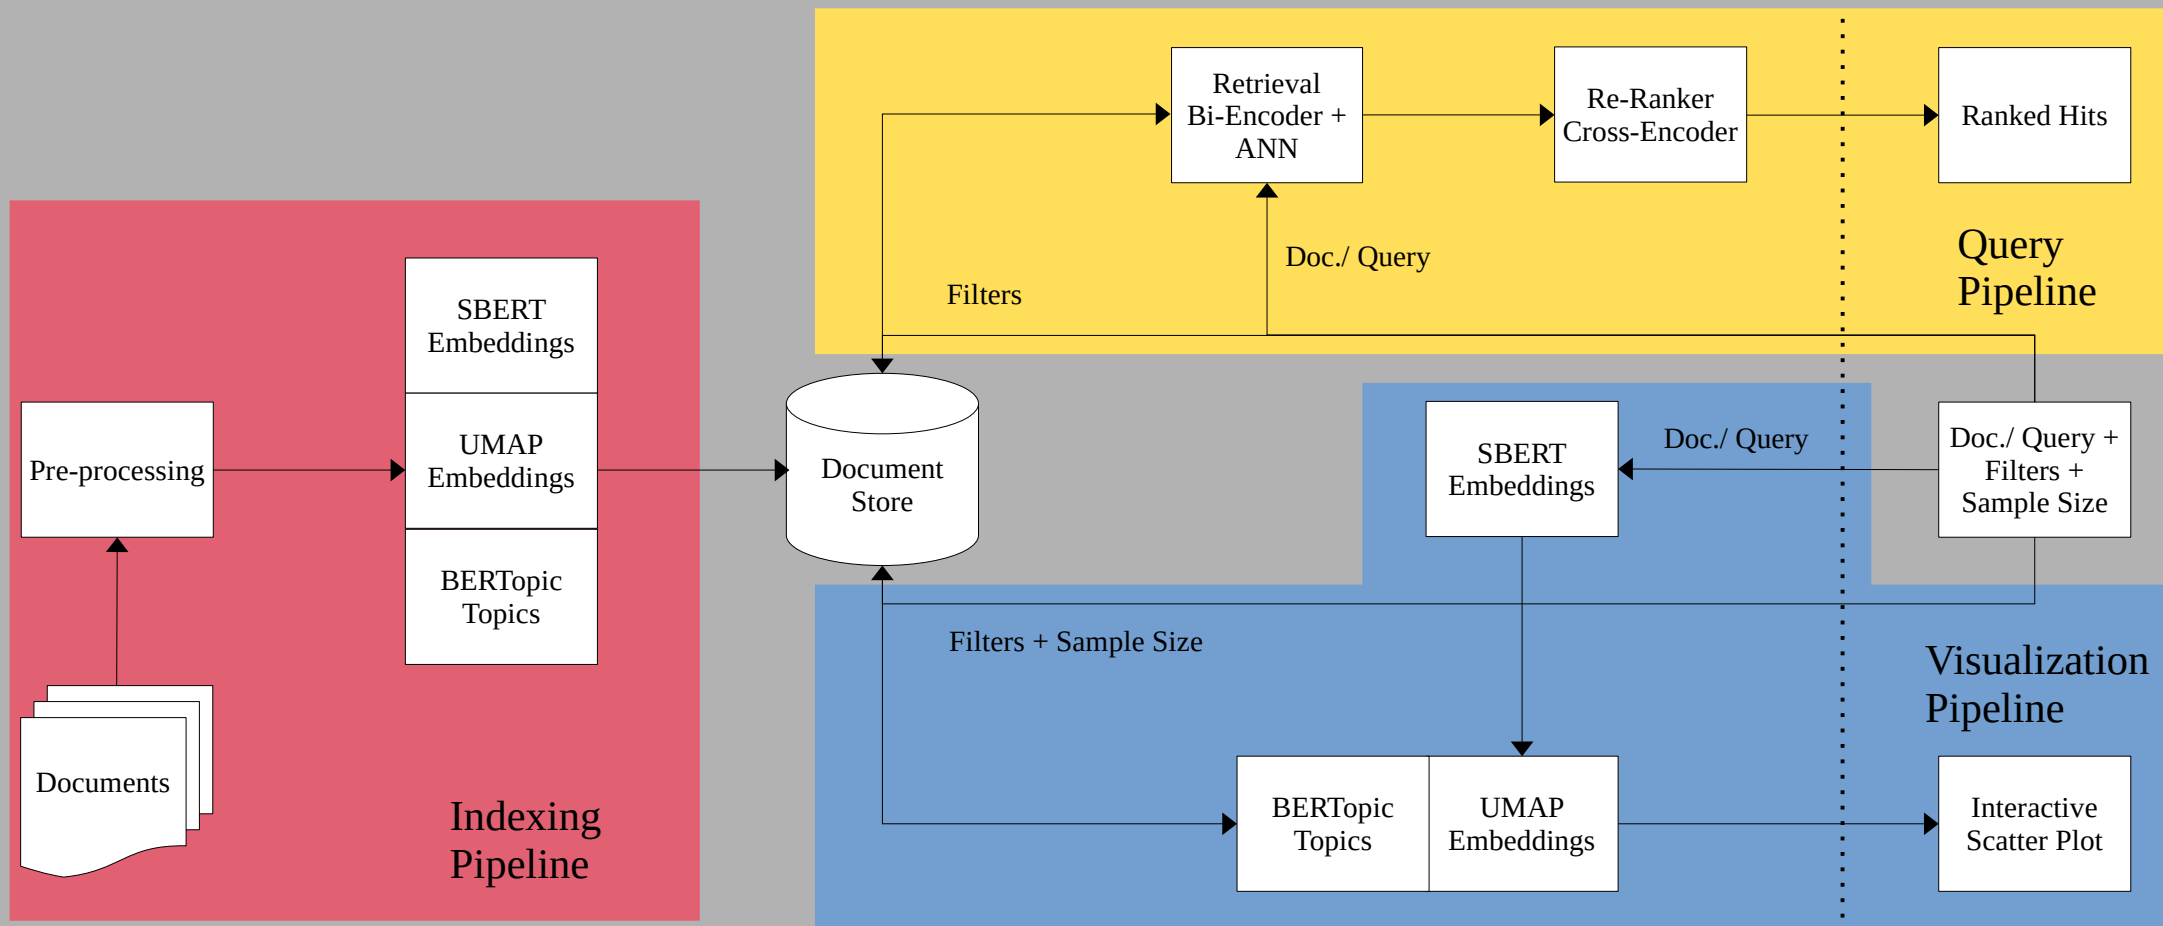 Retrieval
Bi-Encoder +
ANN
Re-Ranker
Cross-Encoder
Ranked Hits
Doc./ Query
Filters
Query
Pipeline
SBERT
Embeddings
UMAP
Embeddings
BERTopic
Topics
Pre-processing
Documents
Indexing
Pipeline
Document
Store
SBERT
Embeddings
Doc./ Query
Doc./ Query +
Filters +
Sample Size
Filters + Sample Size
Visualization
Pipeline
BERTopic
Topics
UMAP
Embeddings
Interactive
Scatter Plot